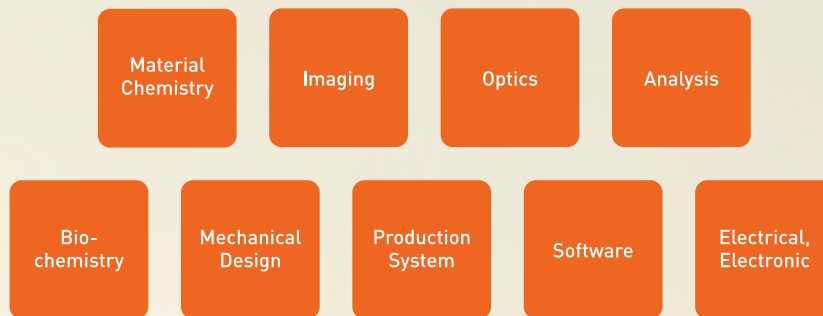 Material
Chemistry
Imaging
Optics
Analysis
Bio-
chemistry
Mechanical
Design
Production
System
Software
Electrical,
Electronic